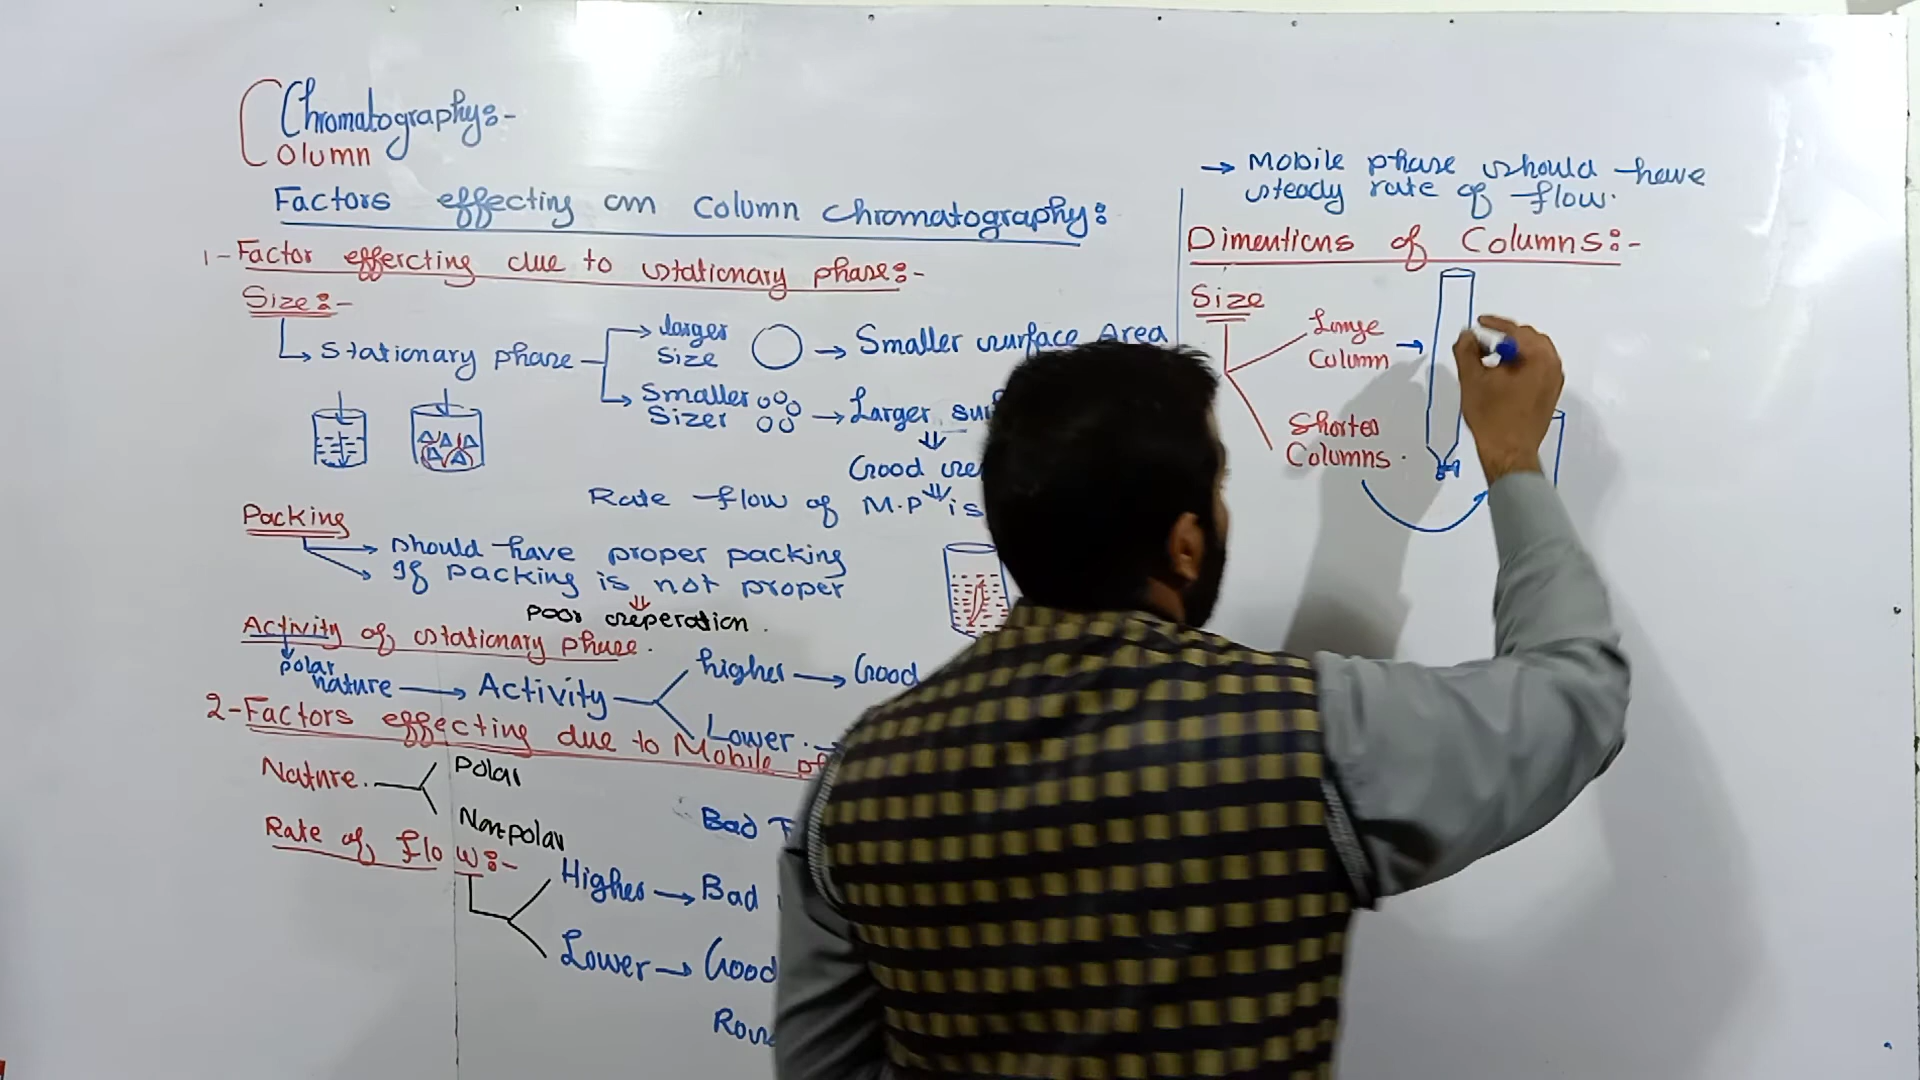 Chromatography:-
Column
Factors effecting on Column Chromatography:
1- Factor effercting due to stationary phase:-
Size:-
Stationary phase
larger Size → Smaller surface Area
Smaller Sizer → Larger
Good
Rate flow of M.P is
Packing
→ should have proper packing
→ If packing is not proper
poor seperation.
Activity of stationary phase.
polar nature → Activity
higher → Good
Lower. →
2- Factors effecting due to Mobile
Nature.
Polar
Non-polar
Bad
Rate of flow:-
Higher → Bad
Lower → Good
→ Mobile phase should have
steady rate of flow.
Dimentions of Columns:-
Size
Column →
Shorter
Columns.